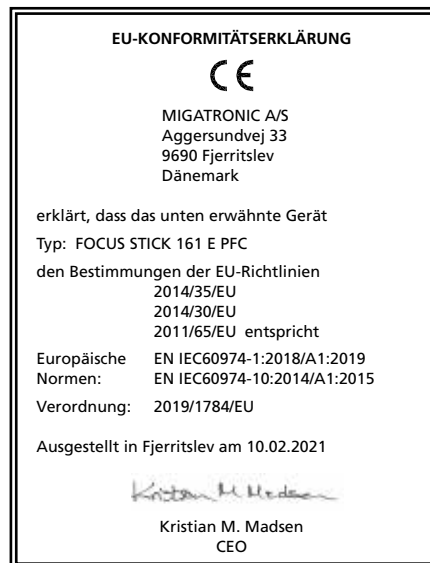 EU-KONFORMITÄTSERKLÄRUNG
CE
MIGATRONIC A/S
Aggersundvej 33
9690 Fjerritslev
Dänemark
erklärt, dass das unten erwähnte Gerät
Typ: FOCUS STICK 161 E PFC
den Bestimmungen der EU-Richtlinien
2014/35/EU
2014/30/EU
2011/65/EU entspricht
Europäische EN IEC60974-1:2018/A1:2019
Normen: EN IEC60974-10:2014/A1:2015
Verordnung: 2019/1784/EU
Ausgestellt in Fjerritslev am 10.02.2021
Kristian M Madsen
Kristian M. Madsen
CEO